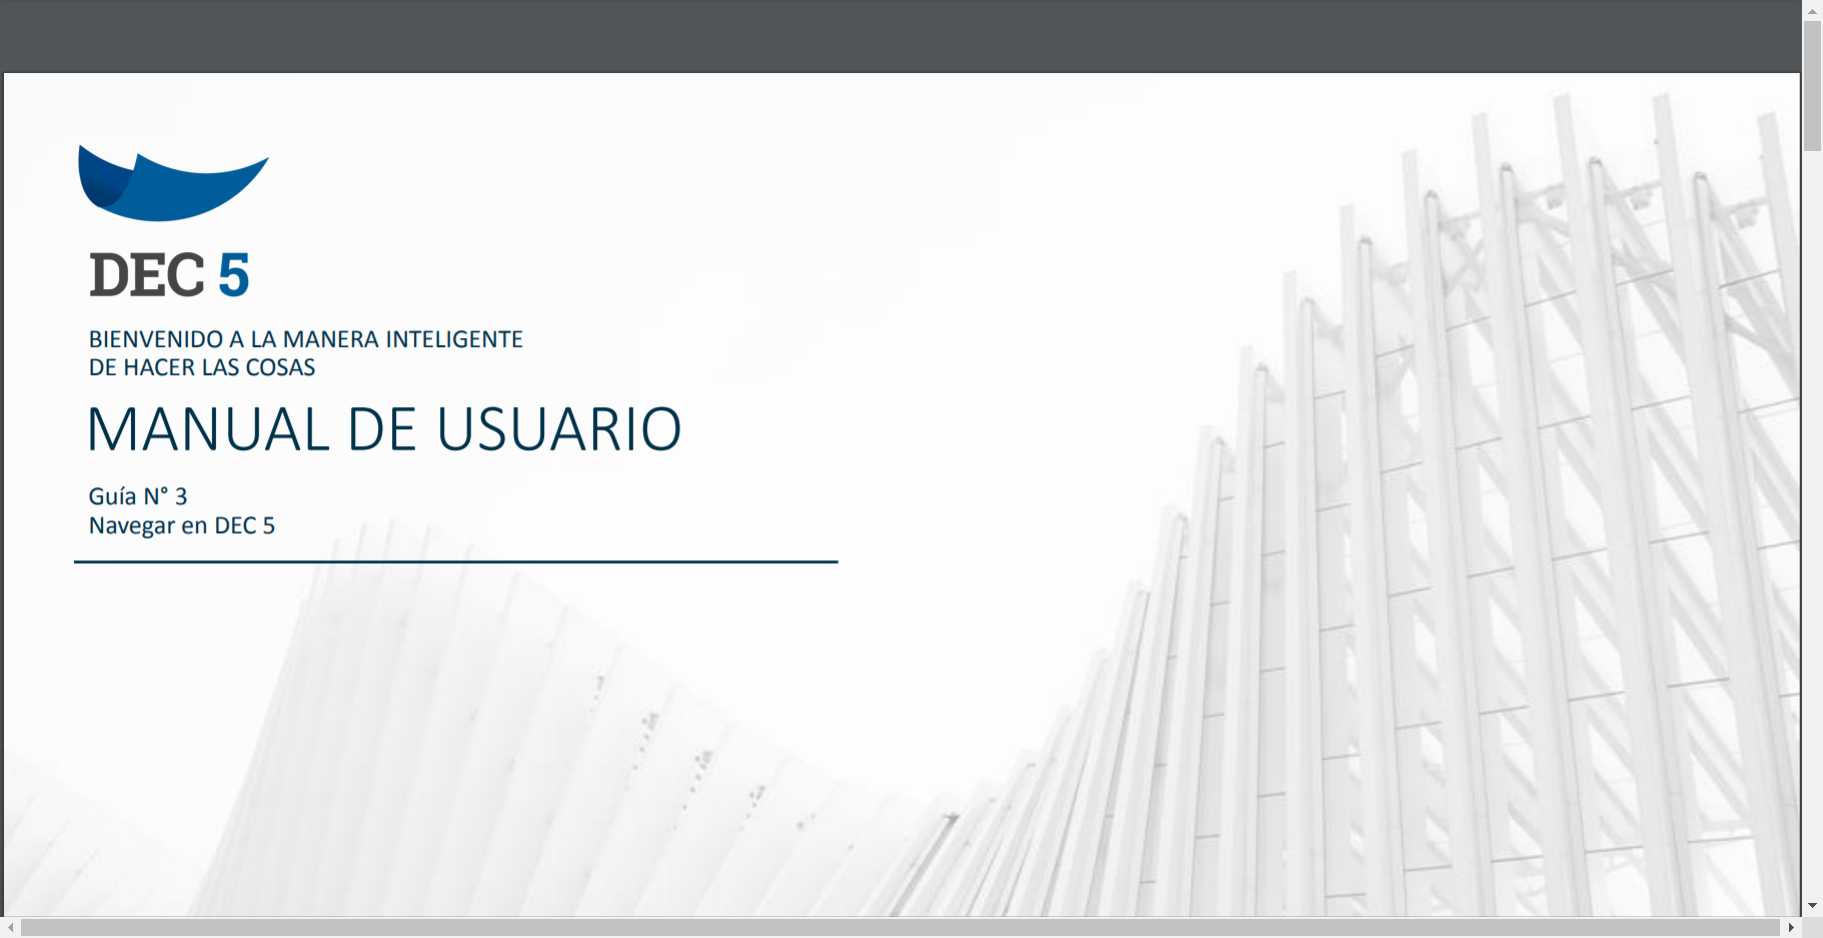 DEC 5
BIENVENIDO A LA MANERA INTELIGENTE
DE HACER LAS COSAS
MANUAL DE USUARIO
Guía N° 3
Navegar en DEC 5